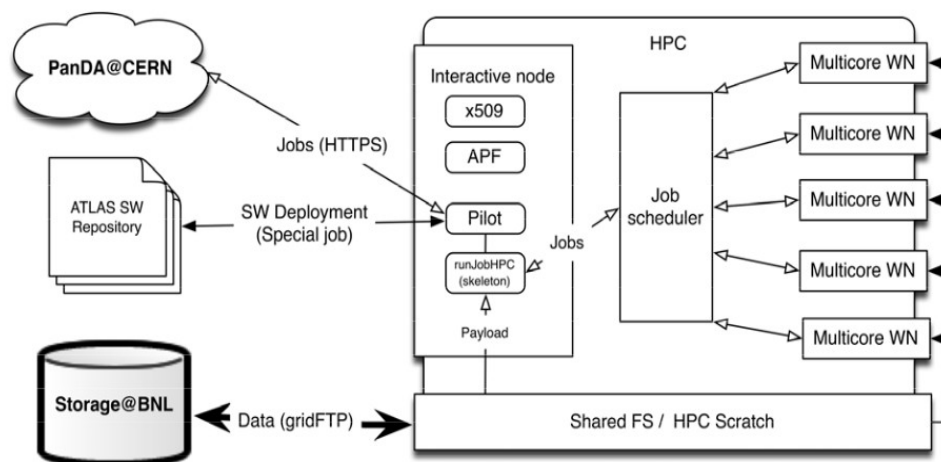 PanDA@CERN
Jobs (HTTPS)
ATLAS SW
Repository
SW Deployment
(Special job)
Storage@BNL
Data (gridFTP)
HPC
Interactive node
x509
APF
Pilot
runJobHPC
(skeleton)
Payload
Jobs
Job
scheduler
Multicore WN
Multicore WN
Multicore WN
Multicore WN
Multicore WN
Shared FS / HPC Scratch